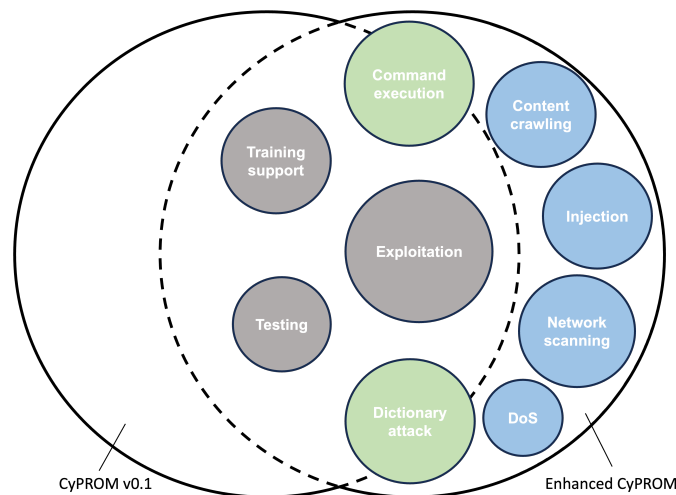 Command
execution
Content
crawling
Training
support
Injection
Exploitation
Testing
Network
scanning
Dictionary
attack
DoS
CyPROM v0.1
Enhanced CyPROM